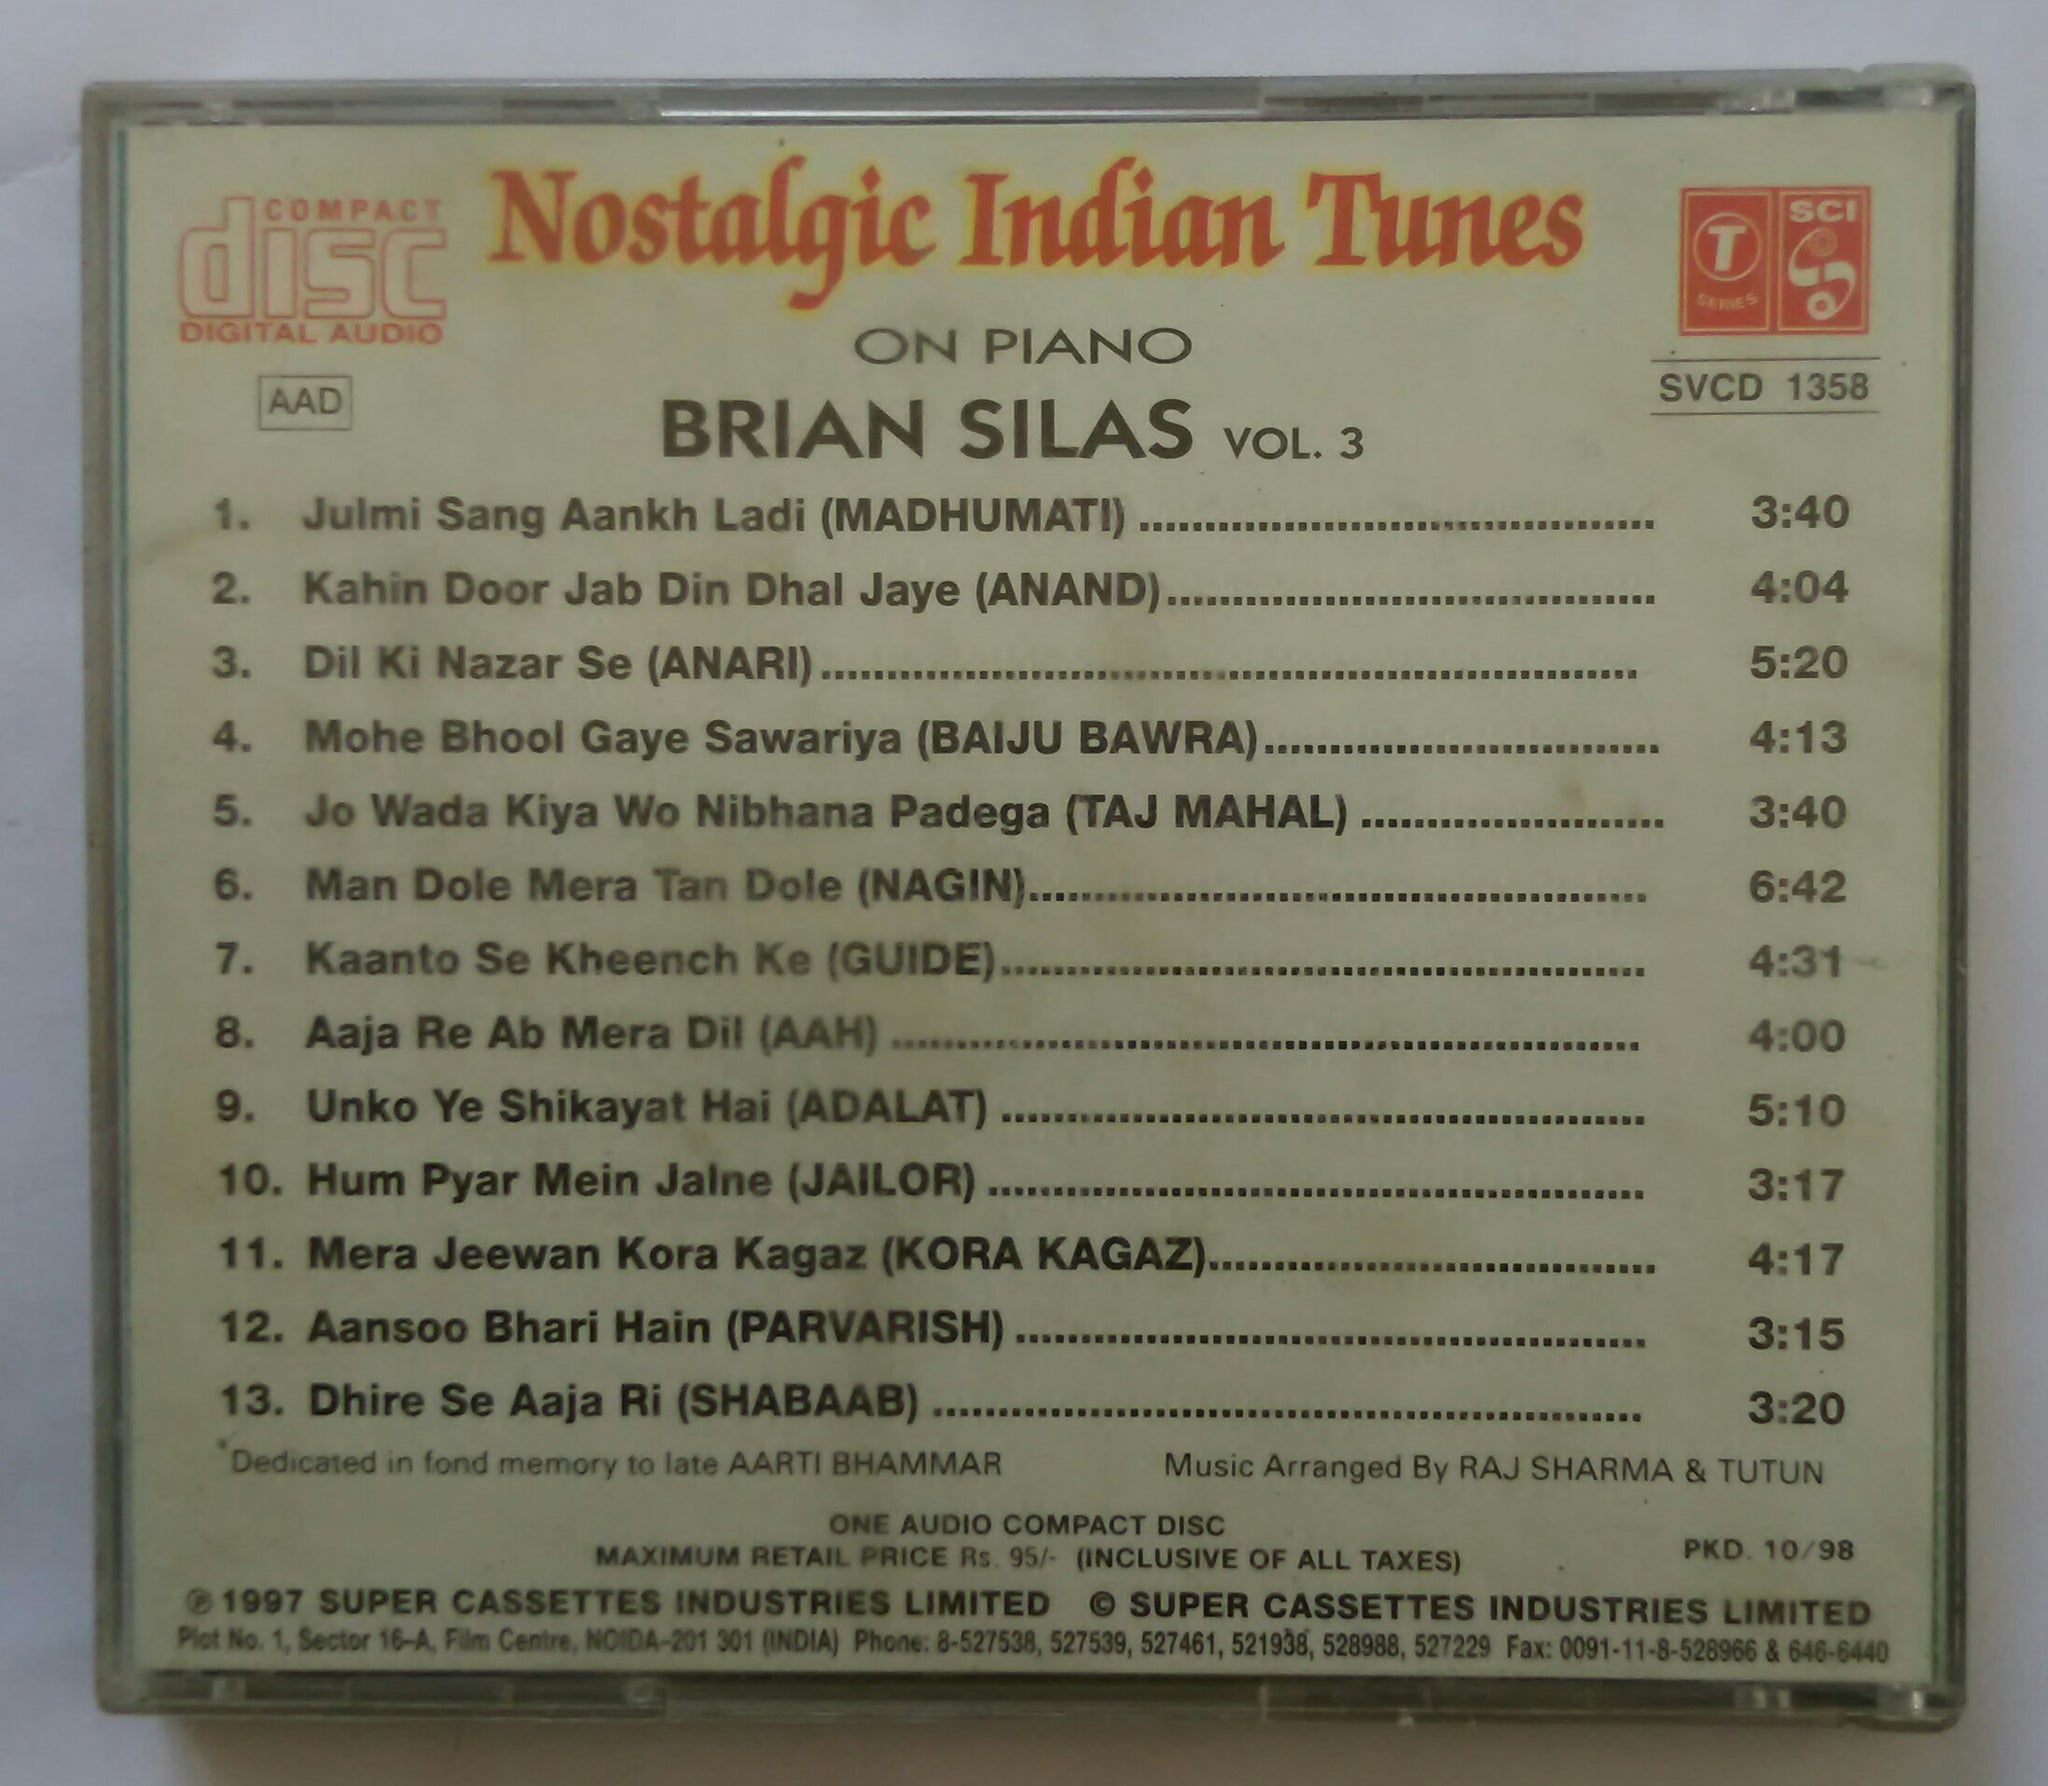 COMPACT
disc
DIGITAL AUDIO
AAD
Nostalgic Indian Tunes
ON PIANO
BRIAN SILAS VOL. 3
T
SERIES
SCI
SVCD 1358
1. Julmi Sang Aankh Ladi (MADHUMATI) ........................................ 3:40
2. Kahin Door Jab Din Dhal Jaye (ANAND)...................................... 4:04
3. Dil Ki Nazar Se (ANARI)............................................................... 5:20
4. Mohe Bhool Gaye Sawariya (BAIJU BAWRA).............................. 4:13
5. Jo Wada Kiya Wo Nibhana Padega (TAJ MAHAL) ....................... 3:40
6. Man Dole Mera Tan Dole (NAGIN)............................................... 6:42
7. Kaanto Se Kheench Ke (GUIDE)................................................. 4:31
8. Aaja Re Ab Mera Dil (AAH) ......................................................... 4:00
9. Unko Ye Shikayat Hai (ADALAT) ................................................. 5:10
10. Hum Pyar Mein Jalne (JAILOR) .................................................. 3:17
11. Mera Jeewan Kora Kagaz (KORA KAGAZ).................................. 4:17
12. Aansoo Bhari Hain (PARVARISH) ................................................ 3:15
13. Dhire Se Aaja Ri (SHABAAB) ...................................................... 3:20
*Dedicated in fond memory to late AARTI BHAMMAR Music Arranged By RAJ SHARMA & TUTUN
ONE AUDIO COMPACT DISC
MAXIMUM RETAIL PRICE Rs. 95/- (INCLUSIVE OF ALL TAXES) PKD. 10/98
℗ 1997 SUPER CASSETTES INDUSTRIES LIMITED © SUPER CASSETTES INDUSTRIES LIMITED
Plot No. 1, Sector 16-A, Film Centre, NOIDA-201 301 (INDIA) Phone: 8-527538, 527539, 527461, 521938, 528988, 527229 Fax: 0091-11-8-528966 & 646-6440